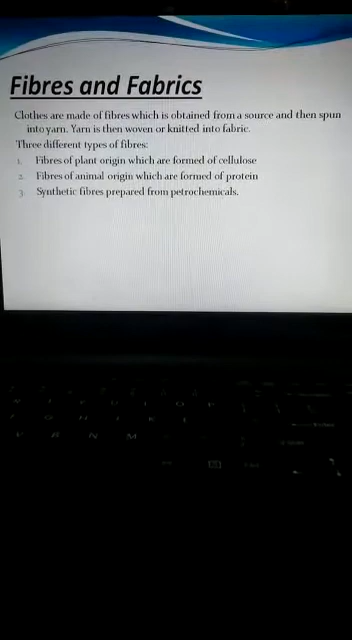 Fibres and Fabrics
Clothes are made of fibres which is obtained from a source and then spun
into yarn. Yarn is then woven or knitted into fabric.
Three different types of fibres:
1. Fibres of plant origin which are formed of cellulose
2. Fibres of animal origin which are formed of protein
3. Synthetic fibres prepared from petrochemicals.